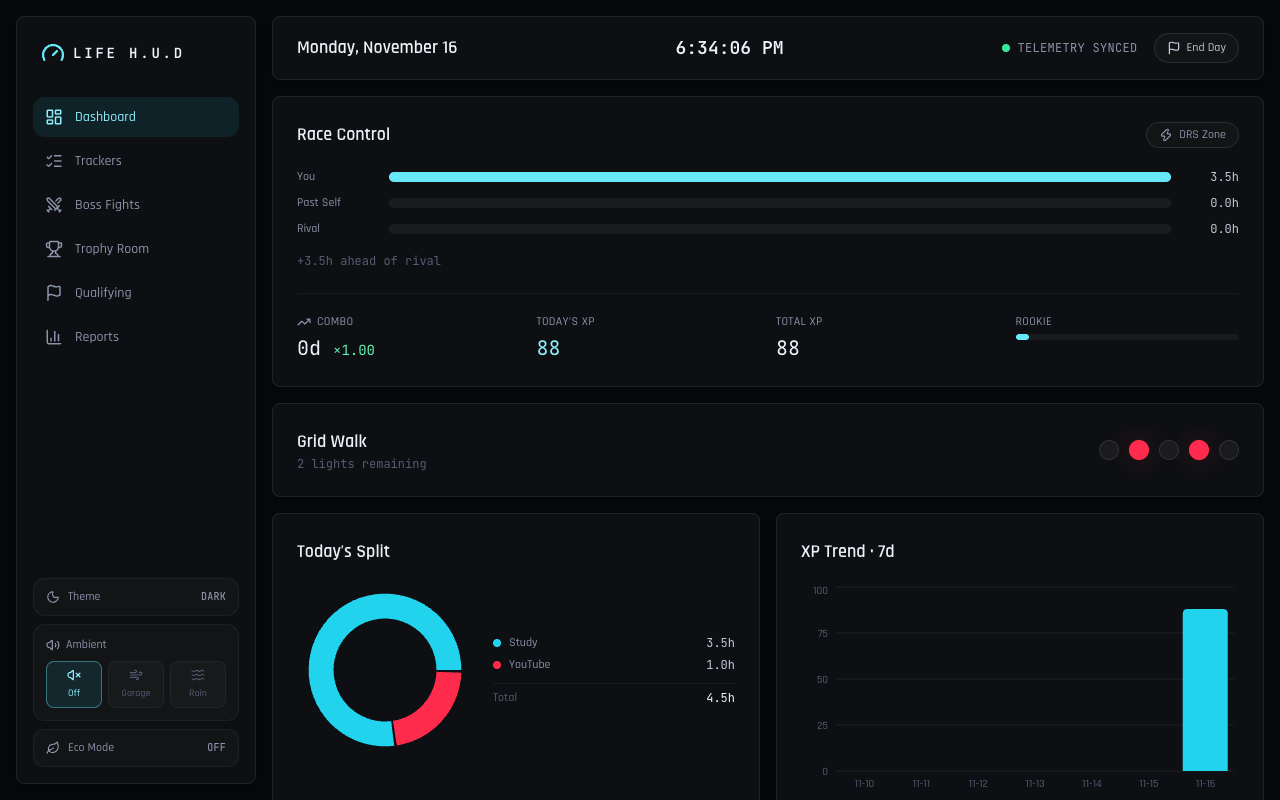 LIFE H.U.D
Dashboard
Trackers
Boss Fights
Trophy Room
Qualifying
Reports
Theme DARK
Ambient
Off Garage Rain
Eco Mode OFF
Monday, November 16 6:34:06 PM TELEMETRY SYNCED End Day
Race Control DRS Zone
You 3.5h
Past Self 0.0h
Rival 0.0h
+3.5h ahead of rival
COMBO TODAY'S XP TOTAL XP ROOKIE
0d ×1.00 88 88
Grid Walk
2 lights remaining
Today's Split
Study 3.5h
YouTube 1.0h
Total 4.5h
XP Trend · 7d
100
75
50
25
0
11-10 11-11 11-12 11-13 11-14 11-15 11-16